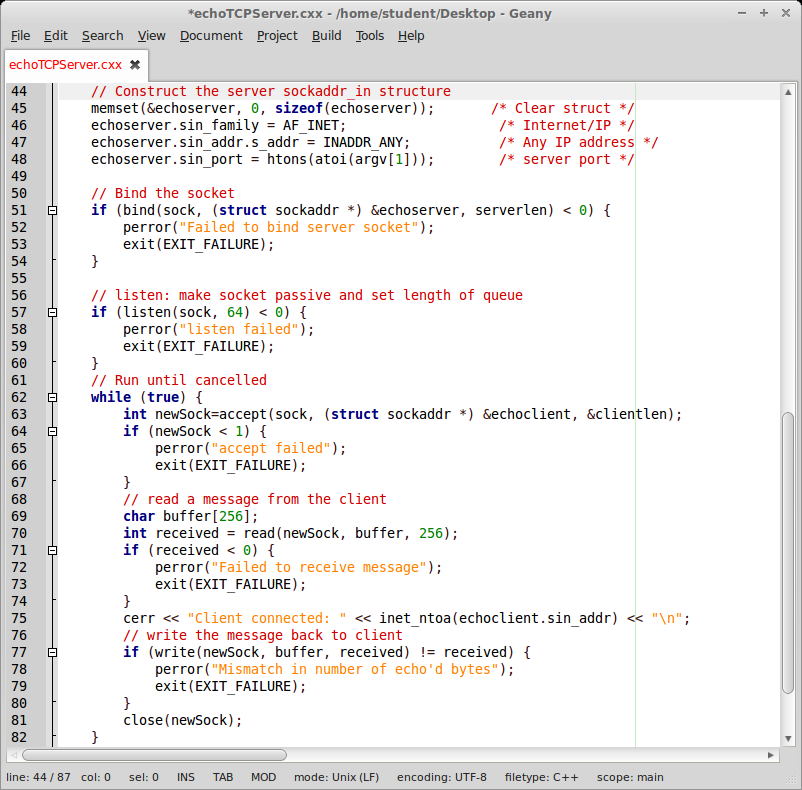 *echoTCPServer.cxx - /home/student/Desktop - Geany
File Edit Search View Document Project Build Tools Help
echoTCPServer.cxx
44     // Construct the server sockaddr_in structure
45     memset(&echoserver, 0, sizeof(echoserver));       /* Clear struct */
46     echoserver.sin_family = AF_INET;                   /* Internet/IP */
47     echoserver.sin_addr.s_addr = INADDR_ANY;           /* Any IP address */
48     echoserver.sin_port = htons(atoi(argv[1]));        /* server port */
49
50     // Bind the socket
51     if (bind(sock, (struct sockaddr *) &echoserver, serverlen) < 0) {
52         perror("Failed to bind server socket");
53         exit(EXIT_FAILURE);
54     }
55
56     // listen: make socket passive and set length of queue
57     if (listen(sock, 64) < 0) {
58         perror("listen failed");
59         exit(EXIT_FAILURE);
60     }
61     // Run until cancelled
62     while (true) {
63         int newSock=accept(sock, (struct sockaddr *) &echoclient, &clientlen);
64         if (newSock < 1) {
65             perror("accept failed");
66             exit(EXIT_FAILURE);
67         }
68         // read a message from the client
69         char buffer[256];
70         int received = read(newSock, buffer, 256);
71         if (received < 0) {
72             perror("Failed to receive message");
73             exit(EXIT_FAILURE);
74         }
75         cerr << "Client connected: " << inet_ntoa(echoclient.sin_addr) << "\n";
76         // write the message back to client
77         if (write(newSock, buffer, received) != received) {
78             perror("Mismatch in number of echo'd bytes");
79             exit(EXIT_FAILURE);
80         }
81         close(newSock);
82     }
line: 44 / 87 col: 0 sel: 0 INS TAB MOD mode: Unix (LF) encoding: UTF-8 filetype: C++ scope: main